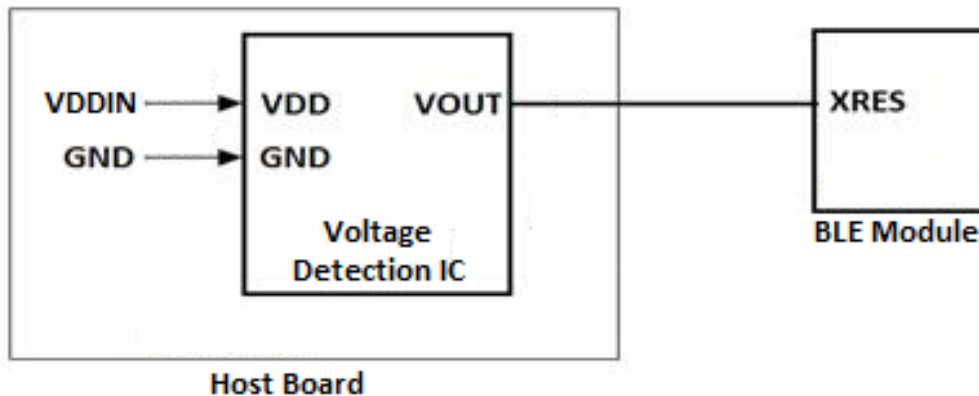 VDDIN
VDD
VOUT
XRES
GND
GND
Voltage
Detection IC
BLE Module
Host Board